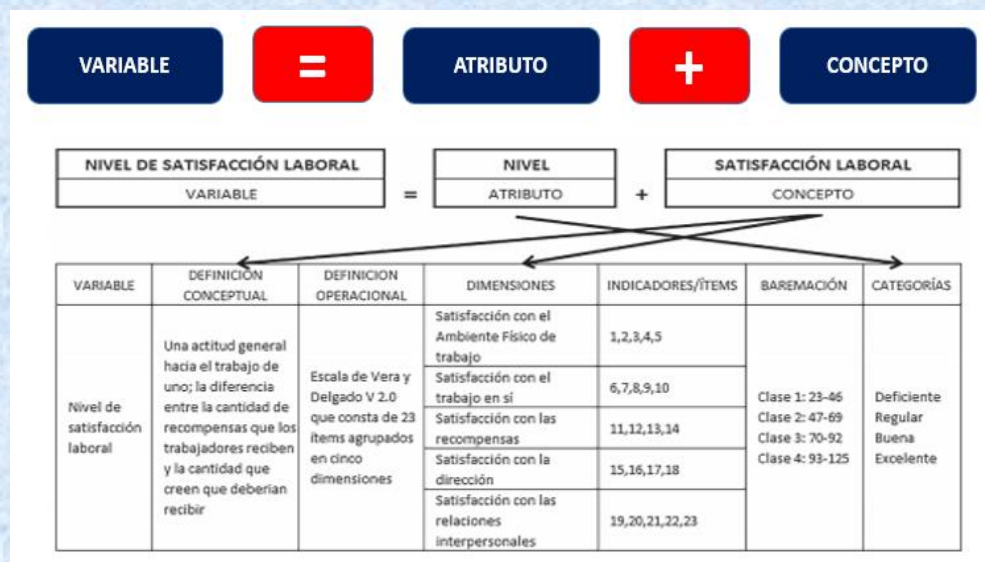 VARIABLE = ATRIBUTO + CONCEPTO
NIVEL DE SATISFACCIÓN LABORAL
VARIABLE
=
NIVEL
ATRIBUTO
+
SATISFACCIÓN LABORAL
CONCEPTO
VARIABLE
DEFINICIÓN
CONCEPTUAL
DEFINICION
OPERACIONAL
DIMENSIONES
INDICADORES/ÍTEMS
BAREMACIÓN
CATEGORÍAS
Nivel de
satisfacción
laboral
Una actitud general
hacia el trabajo de
uno; la diferencia
entre la cantidad de
recompensas que los
trabajadores reciben
y la cantidad que
creen que deberían
recibir
Escala de Vera y
Delgado V 2.0
que consta de 23
ítems agrupados
en cinco
dimensiones
Satisfacción con el
Ambiente Físico de
trabajo
1,2,3,4,5
Satisfacción con el
trabajo en sí
6,7,8,9,10
Satisfacción con las
recompensas
11,12,13,14
Satisfacción con la
dirección
15,16,17,18
Satisfacción con las
relaciones
interpersonales
19,20,21,22,23
Clase 1: 23-46
Clase 2: 47-69
Clase 3: 70-92
Clase 4: 93-125
Deficiente
Regular
Buena
Excelente